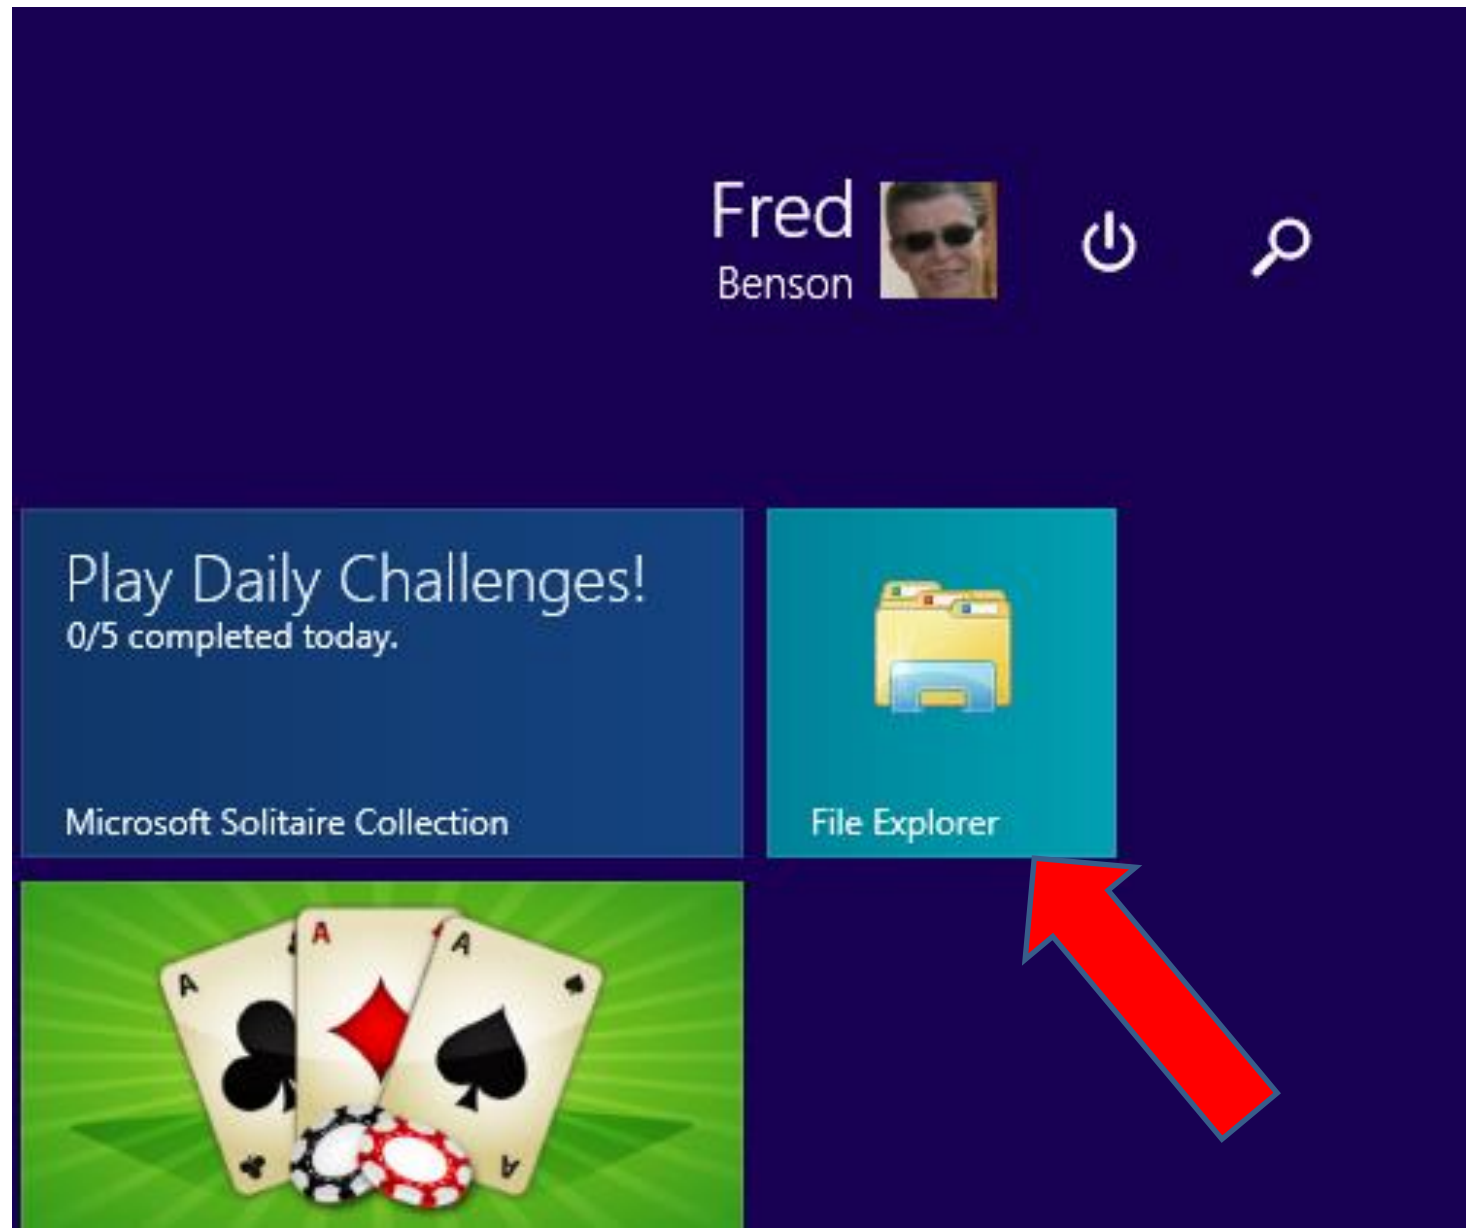 Fred
Benson
Play Daily Challenges!
0/5 completed today.
Microsoft Solitaire Collection
File Explorer
A
A
A
A